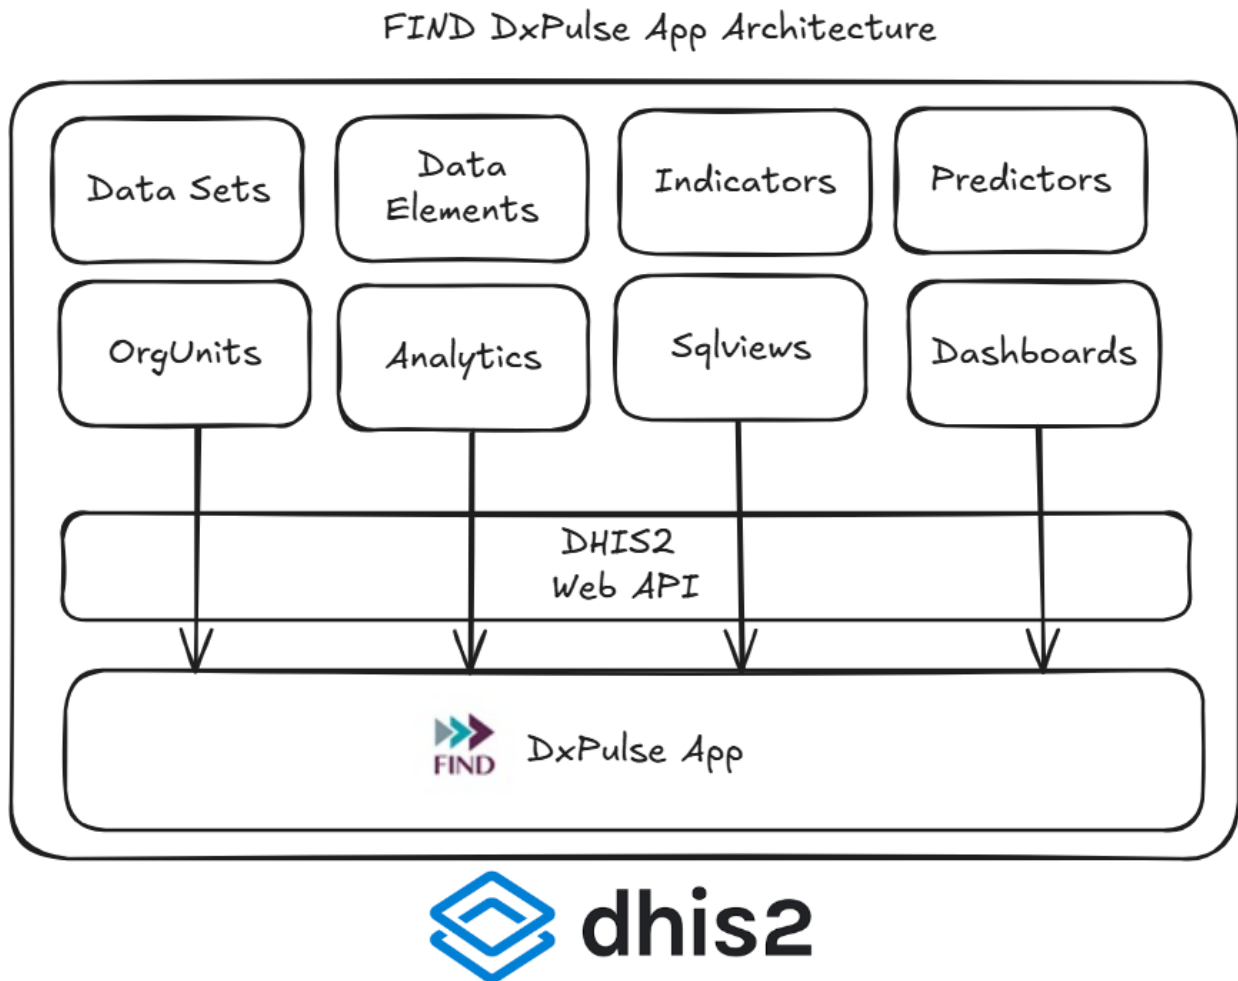 FIND DxPulse App Architecture
Data Sets
Data
Elements
Indicators
Predictors
OrgUnits
Analytics
Sqlviews
Dashboards
DHIS2
Web API
FIND
DxPulse App
dhis2